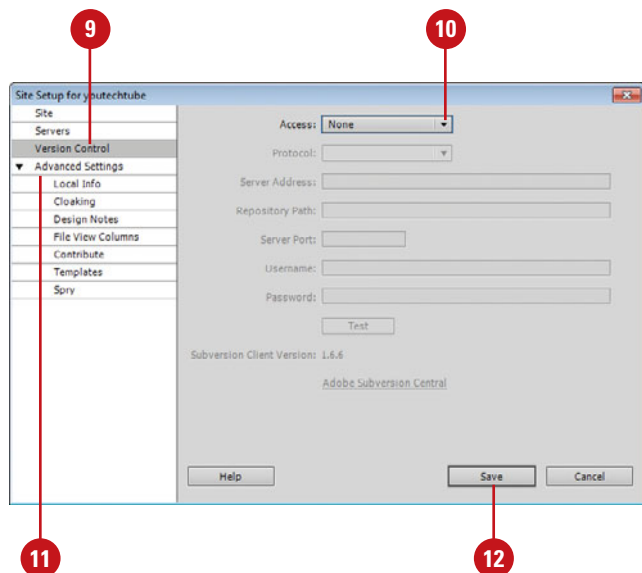 9
10
Site Setup for youtechtube
Site
Servers
Version Control
Advanced Settings
Local Info
Cloaking
Design Notes
File View Columns
Contribute
Templates
Spry
Access: None
Protocol:
Server Address:
Repository Path:
Server Port:
Username:
Password:
Test
Subversion Client Version: 1.6.6
Adobe Subversion Central
Help
Save
Cancel
11
12